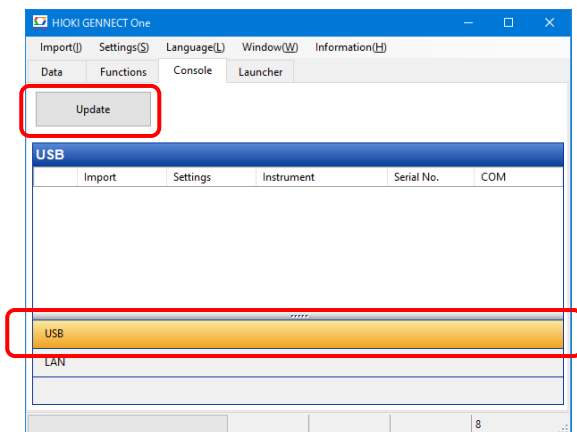 HIOKI GENNECT One
Import(I) Settings(S) Language(L) Window(W) Information(H)
Data Functions Console Launcher
Update
USB
Import Settings Instrument Serial No. COM
USB
LAN
8